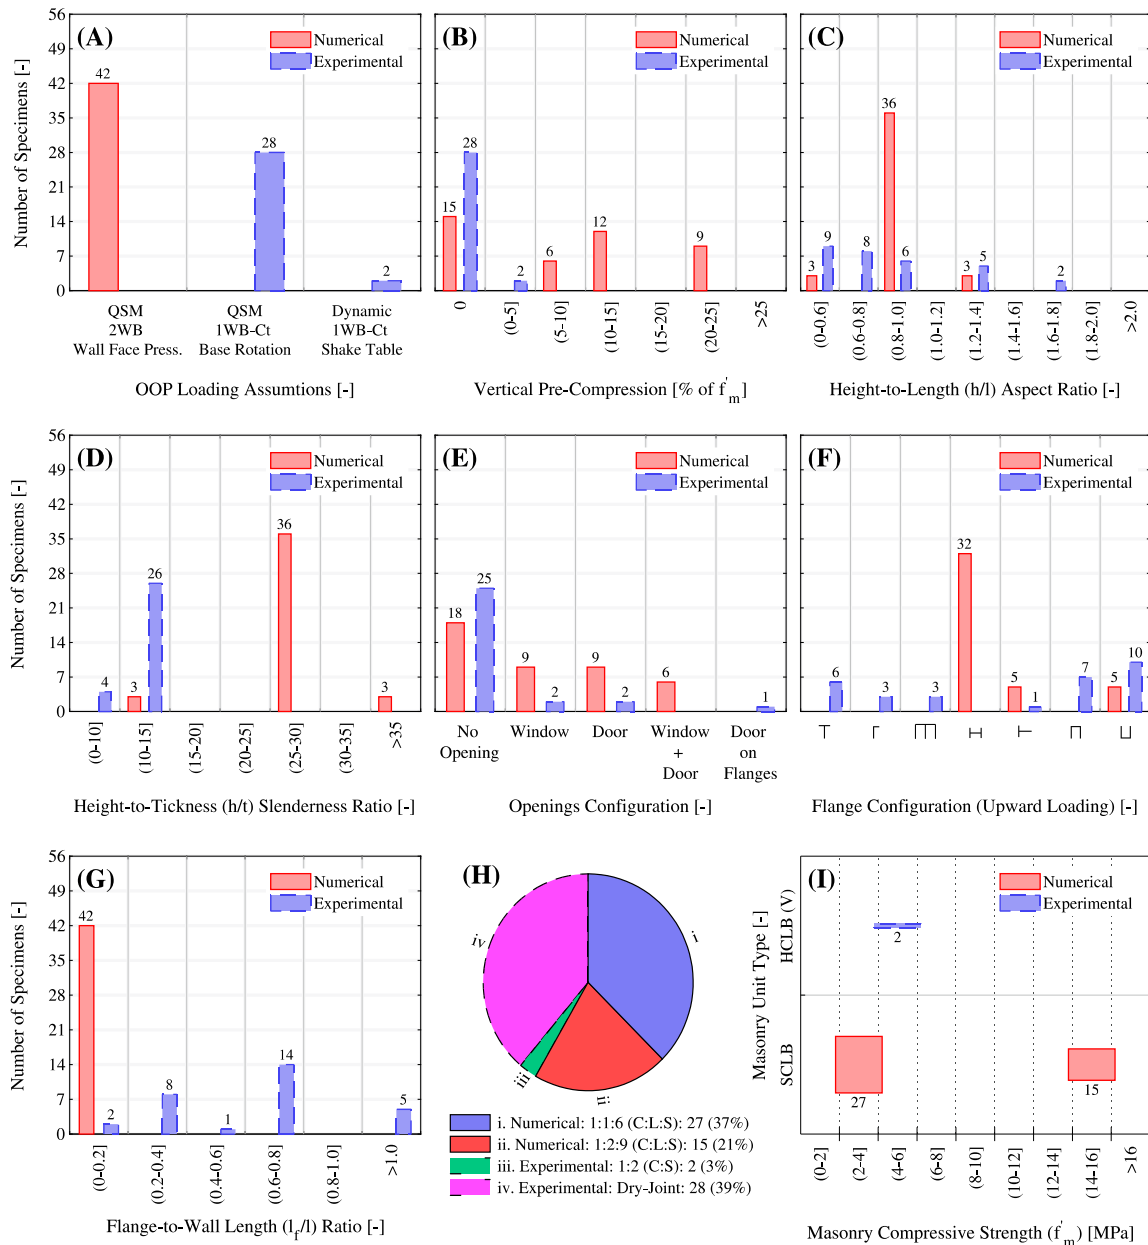 (A)
Numerical
Experimental
56
49
42
35
28
21
14
7
0
42
28
2
QSM
2WB
Wall Face Press.
QSM
1WB-Ct
Base Rotation
Dynamic
1WB-Ct
Shake Table
Number of Specimens [-]
OOP Loading Assumtions [-]
(B)
Numerical
Experimental
15
28
2
6
12
9
0
(0-5]
(5-10]
(10-15]
(15-20]
(20-25]
>25
Vertical Pre-Compression [% of f'm]
(C)
Numerical
Experimental
3
9
8
36
6
3
5
2
(0-0.6]
(0.6-0.8]
(0.8-1.0]
(1.0-1.2]
(1.2-1.4]
(1.4-1.6]
(1.6-1.8]
(1.8-2.0]
>2.0
Height-to-Length (h/l) Aspect Ratio [-]
(D)
Numerical
Experimental
56
49
42
35
28
21
14
7
0
4
3
26
36
3
(0-10]
(10-15]
(15-20]
(20-25]
(25-30]
(30-35]
>35
Number of Specimens [-]
Height-to-Tickness (h/t) Slenderness Ratio [-]
(E)
Numerical
Experimental
18
25
9
2
9
2
6
1
No
Opening
Window
Door
Window
+
Door
Door
on
Flanges
Openings Configuration [-]
(F)
Numerical
Experimental
6
3
3
32
5
1
7
5
10
Flange Configuration (Upward Loading) [-]
(G)
Numerical
Experimental
56
49
42
35
28
21
14
7
0
42
2
8
1
14
5
(0-0.2]
(0.2-0.4]
(0.4-0.6]
(0.6-0.8]
(0.8-1.0]
>1.0
Number of Specimens [-]
Flange-to-Wall Length (lf/l) Ratio [-]
(H)
i
ii
iii
iv
i. Numerical: 1:1:6 (C:L:S): 27 (37%)
ii. Numerical: 1:2:9 (C:L:S): 15 (21%)
iii. Experimental: 1:2 (C:S): 2 (3%)
iv. Experimental: Dry-Joint: 28 (39%)
(I)
Numerical
Experimental
2
27
15
Masonry Unit Type [-]
HCLB (V)
SCLB
(0-2]
(2-4]
(4-6]
(6-8]
(8-10]
(10-12]
(12-14]
(14-16]
>16
Masonry Compressive Strength (f'm) [MPa]